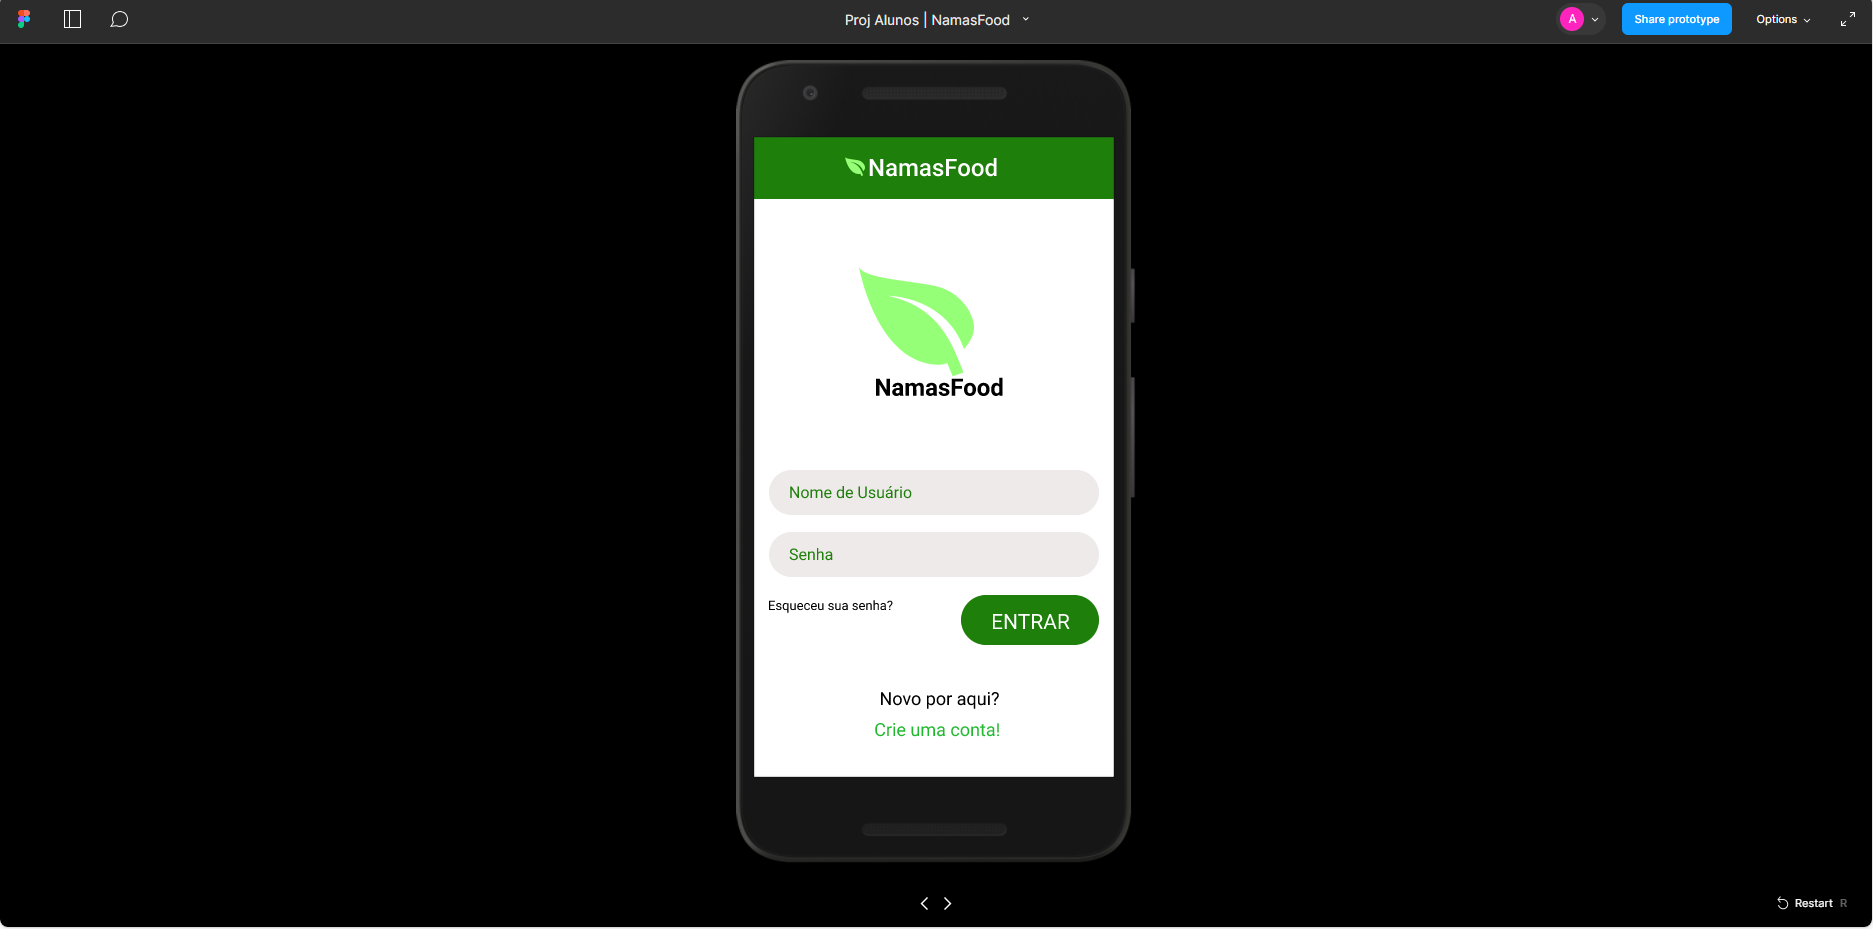 Proj Alunos | NamasFood
A
Share prototype
Options
NamasFood
NamasFood
Nome de Usuário
Senha
Esqueceu sua senha?
ENTRAR
Novo por aqui?
Crie uma conta!
Restart R